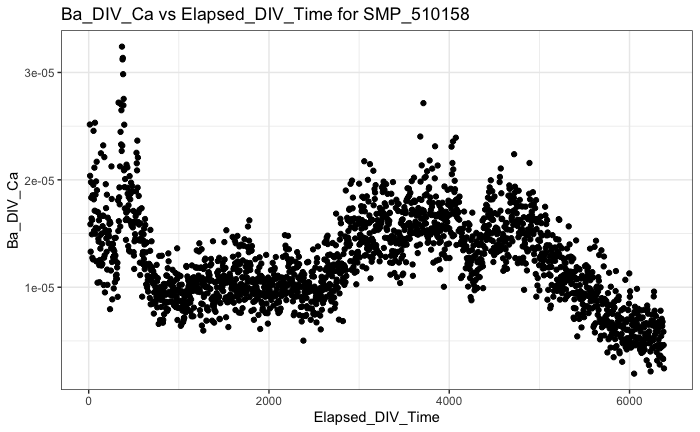 Ba_DIV_Ca vs Elapsed_DIV_Time for SMP_510158
3e-05
2e-05
1e-05
Ba_DIV_Ca
0 2000 4000 6000
Elapsed_DIV_Time